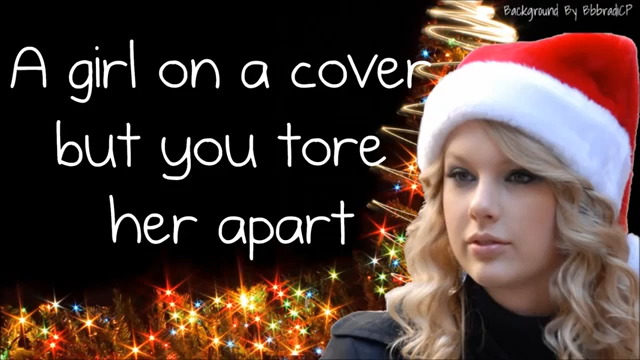 Background By BbbradiCP
A girl on a cover
but you tore
her apart